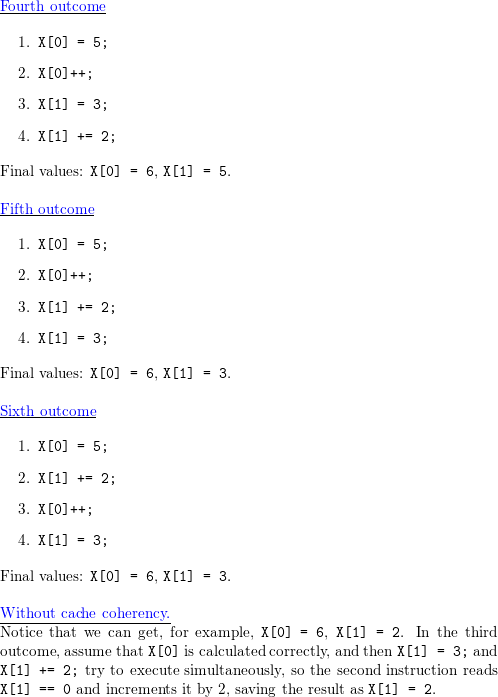 Fourth outcome
1. X[0] = 5;
2. X[0]++;
3. X[1] = 3;
4. X[1] += 2;
Final values: X[0] = 6, X[1] = 5.
Fifth outcome
1. X[0] = 5;
2. X[0]++;
3. X[1] += 2;
4. X[1] = 3;
Final values: X[0] = 6, X[1] = 3.
Sixth outcome
1. X[0] = 5;
2. X[1] += 2;
3. X[0]++;
4. X[1] = 3;
Final values: X[0] = 6, X[1] = 3.
Without cache coherency.
Notice that we can get, for example, X[0] = 6, X[1] = 2. In the third
outcome, assume that X[0] is calculated correctly, and then X[1] = 3; and
X[1] += 2; try to execute simultaneously, so the second instruction reads
X[1] == 0 and increments it by 2, saving the result as X[1] = 2.